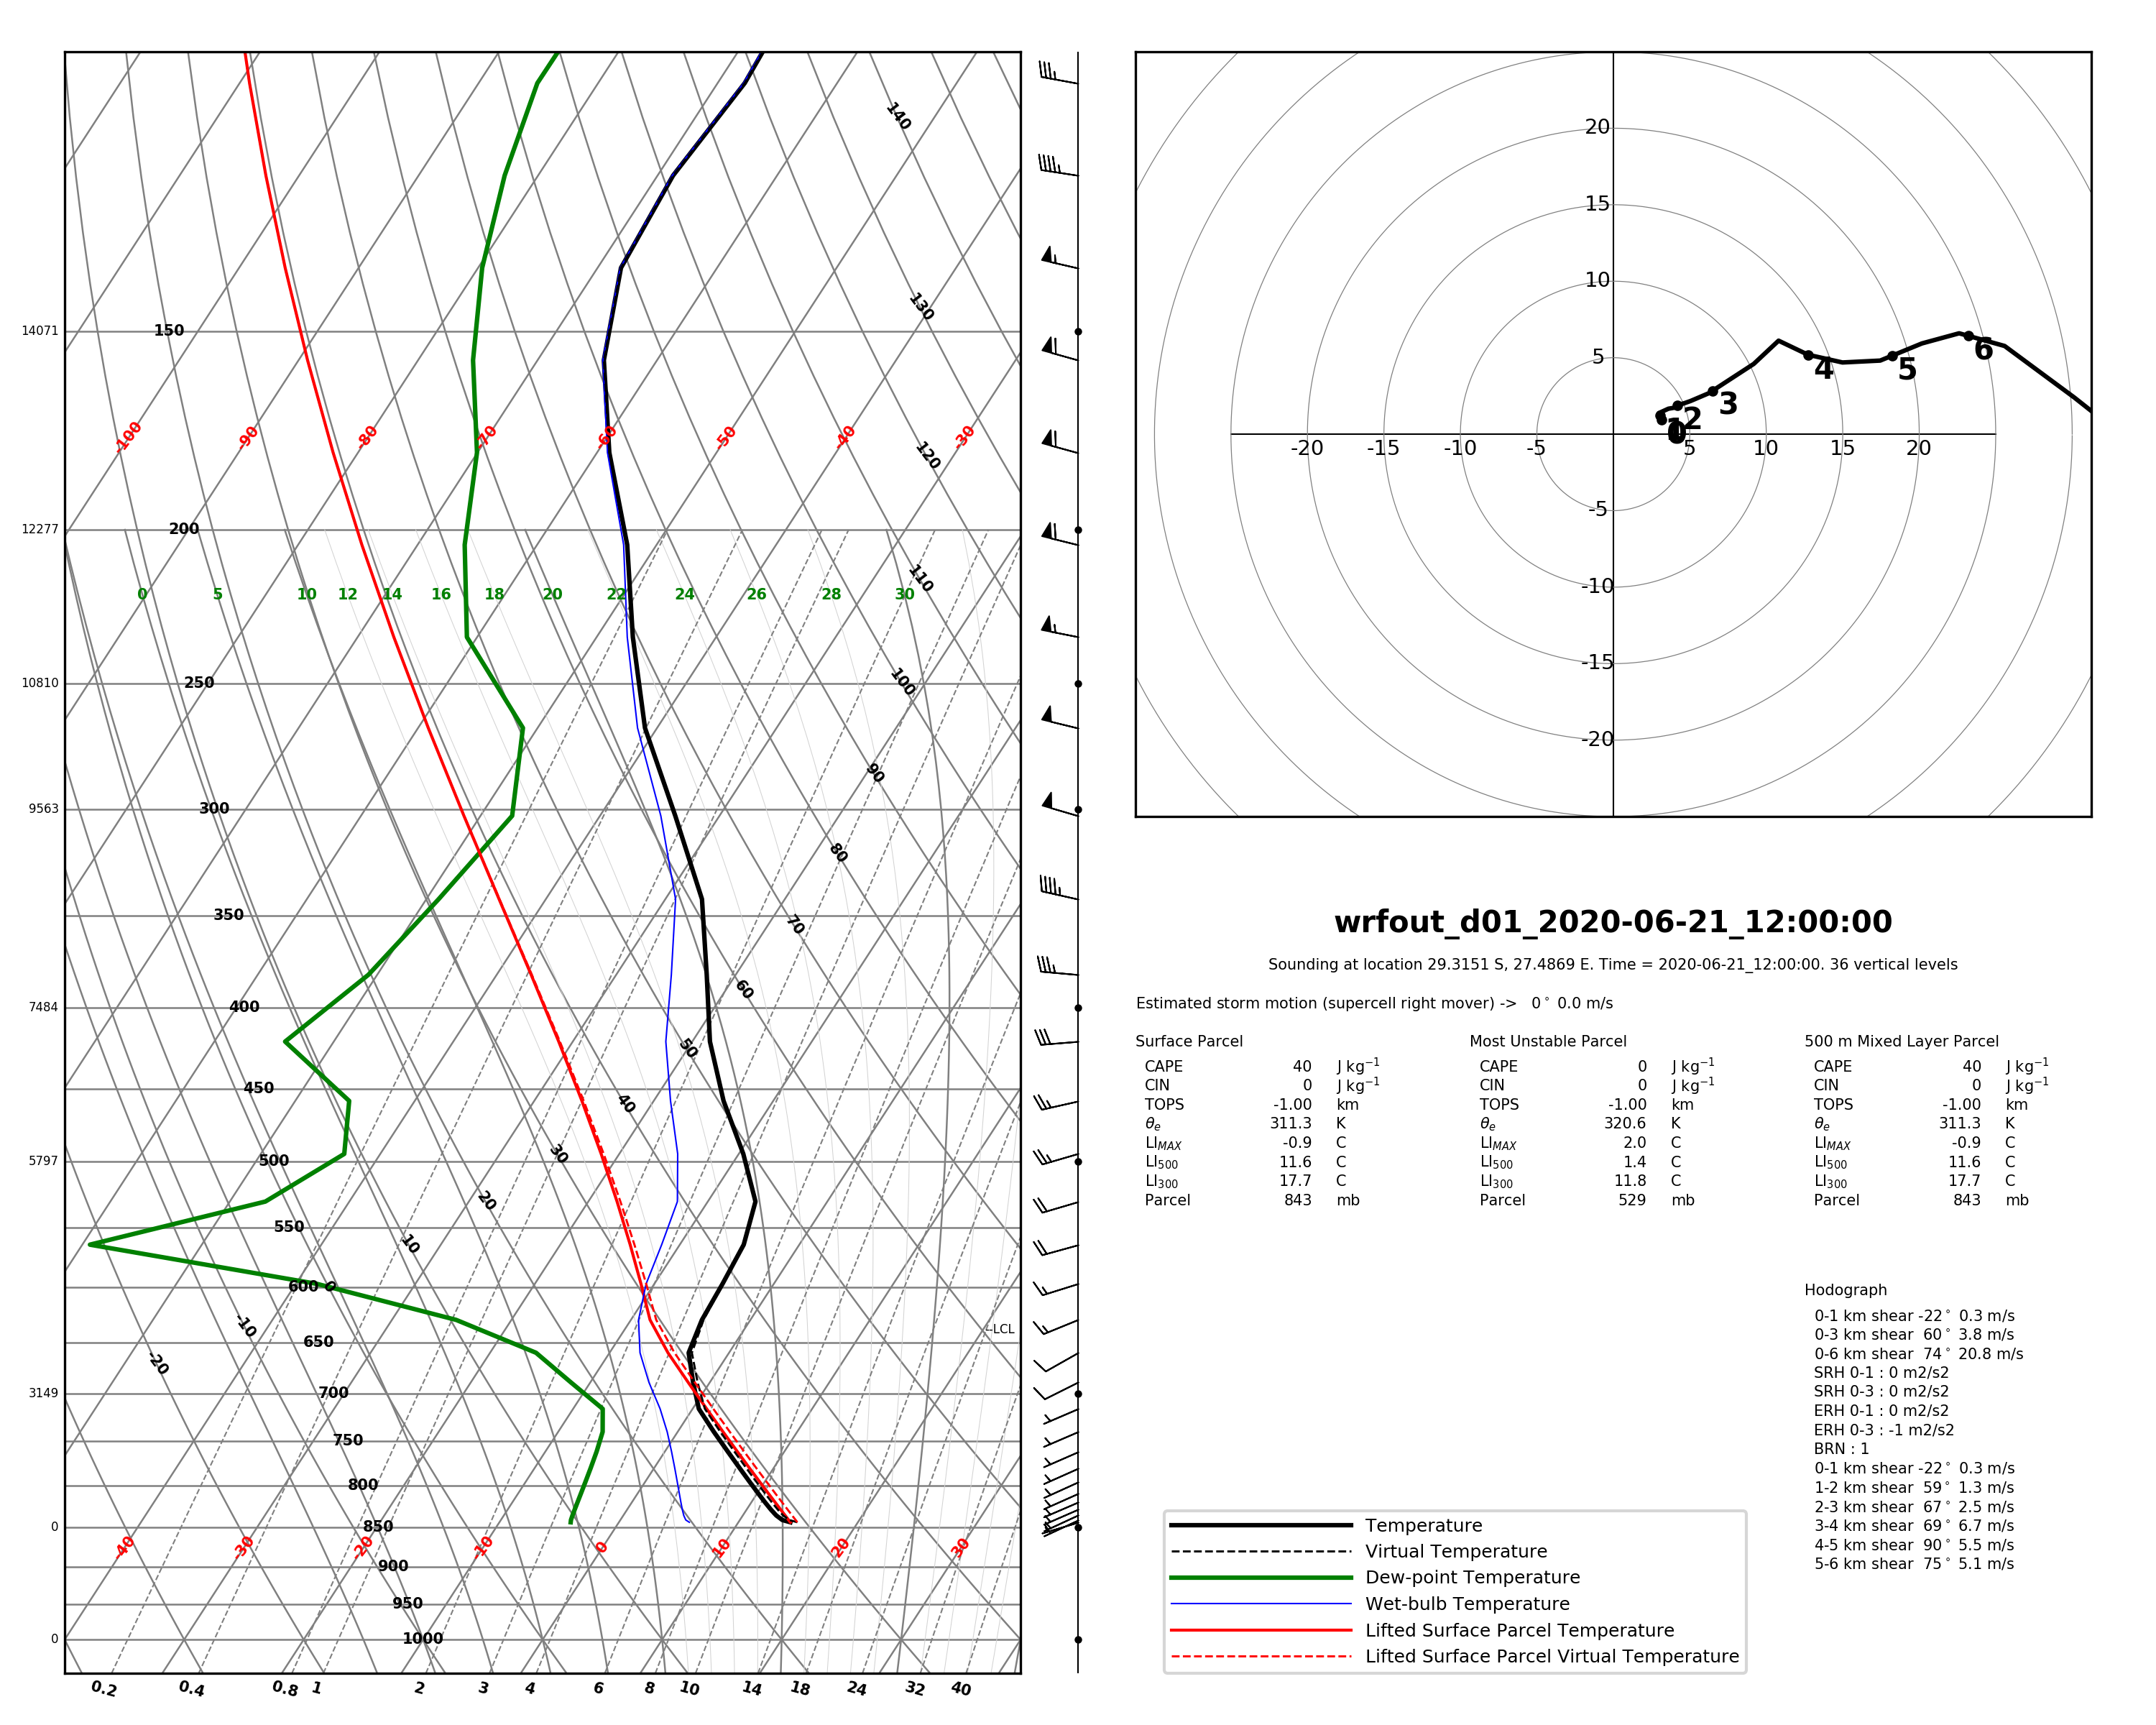 140
130
14071 150
-100 -90 -80 -70 -60 -50 -40 -30
120
12277 200
110
0 5 10 12 14 16 18 20 22 24 26 28 30
10810 250 100
90
9563 300
80
350 70
7484 400 60
50
450 40
5797 500 30
20
550 10
600 0
-10
650 --LCL
-20
3149 700
750
800
0 850
-40 -30 -20 -10 0 10 20 30
900
950
0 1000
0.2 0.4 0.8 1 2 3 4 6 8 10 14 18 24 32 40
20
15
10
5
-20 -15 -10 -5 5 10 15 20
-5
-10
-15
-20
0 2 3 4 5 6
wrfout_d01_2020-06-21_12:00:00
Sounding at location 29.3151 S, 27.4869 E. Time = 2020-06-21_12:00:00. 36 vertical levels
Estimated storm motion (supercell right mover) -> 0° 0.0 m/s
Surface Parcel
CAPE 40 J kg⁻¹
CIN 0 J kg⁻¹
TOPS -1.00 km
θe 311.3 K
LIMAX -0.9 C
LI500 11.6 C
LI300 17.7 C
Parcel 843 mb
Most Unstable Parcel
CAPE 0 J kg⁻¹
CIN 0 J kg⁻¹
TOPS -1.00 km
θe 320.6 K
LIMAX 2.0 C
LI500 1.4 C
LI300 11.8 C
Parcel 529 mb
500 m Mixed Layer Parcel
CAPE 40 J kg⁻¹
CIN 0 J kg⁻¹
TOPS -1.00 km
θe 311.3 K
LIMAX -0.9 C
LI500 11.6 C
LI300 17.7 C
Parcel 843 mb
Hodograph
0-1 km shear -22° 0.3 m/s
0-3 km shear 60° 3.8 m/s
0-6 km shear 74° 20.8 m/s
SRH 0-1 : 0 m2/s2
SRH 0-3 : 0 m2/s2
ERH 0-1 : 0 m2/s2
ERH 0-3 : -1 m2/s2
BRN : 1
0-1 km shear -22° 0.3 m/s
1-2 km shear 59° 1.3 m/s
2-3 km shear 67° 2.5 m/s
3-4 km shear 69° 6.7 m/s
4-5 km shear 90° 5.5 m/s
5-6 km shear 75° 5.1 m/s
Temperature
Virtual Temperature
Dew-point Temperature
Wet-bulb Temperature
Lifted Surface Parcel Temperature
Lifted Surface Parcel Virtual Temperature